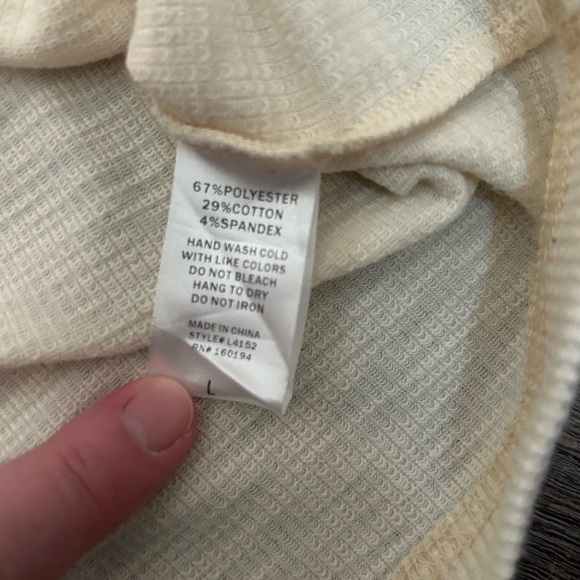 67%POLYESTER
29%COTTON
4%SPANDEX
HAND WASH COLD
WITH LIKE COLORS
DO NOT BLEACH
HANG TO DRY
DO NOT IRON
MADE IN CHINA
STYLE# L4152
RN# 160194
L